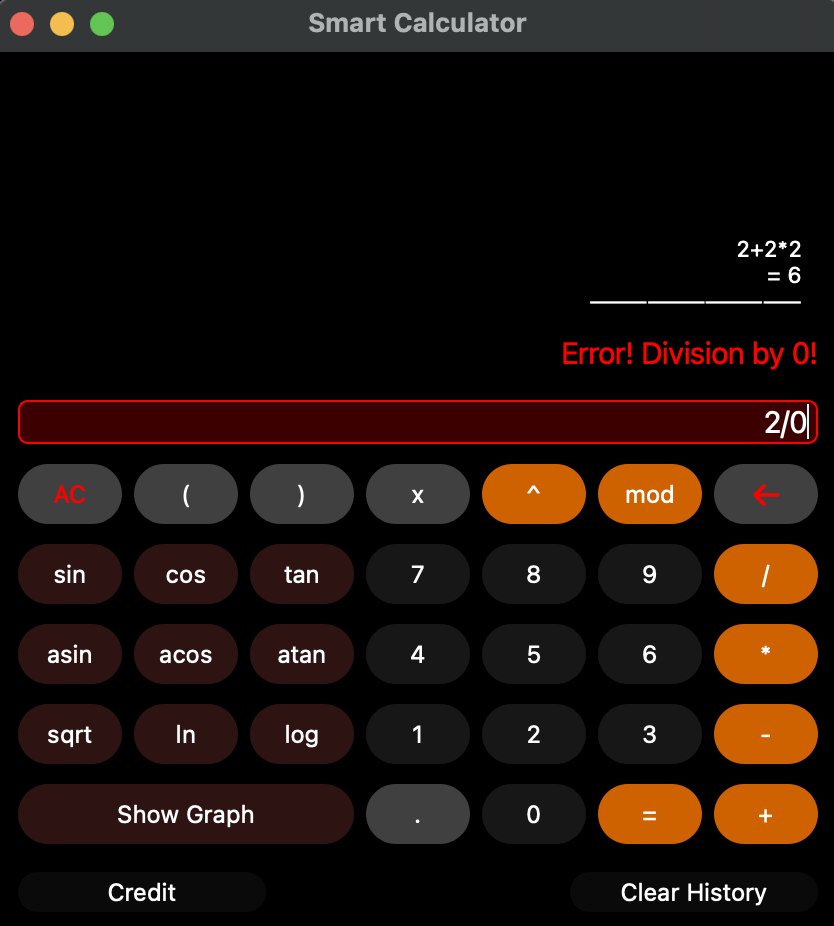 Smart Calculator
2+2*2
= 6
Error! Division by 0!
2/0
AC ( ) x ^ mod ←
sin cos tan 7 8 9 /
asin acos atan 4 5 6 *
sqrt ln log 1 2 3 -
Show Graph . 0 = +
Credit Clear History